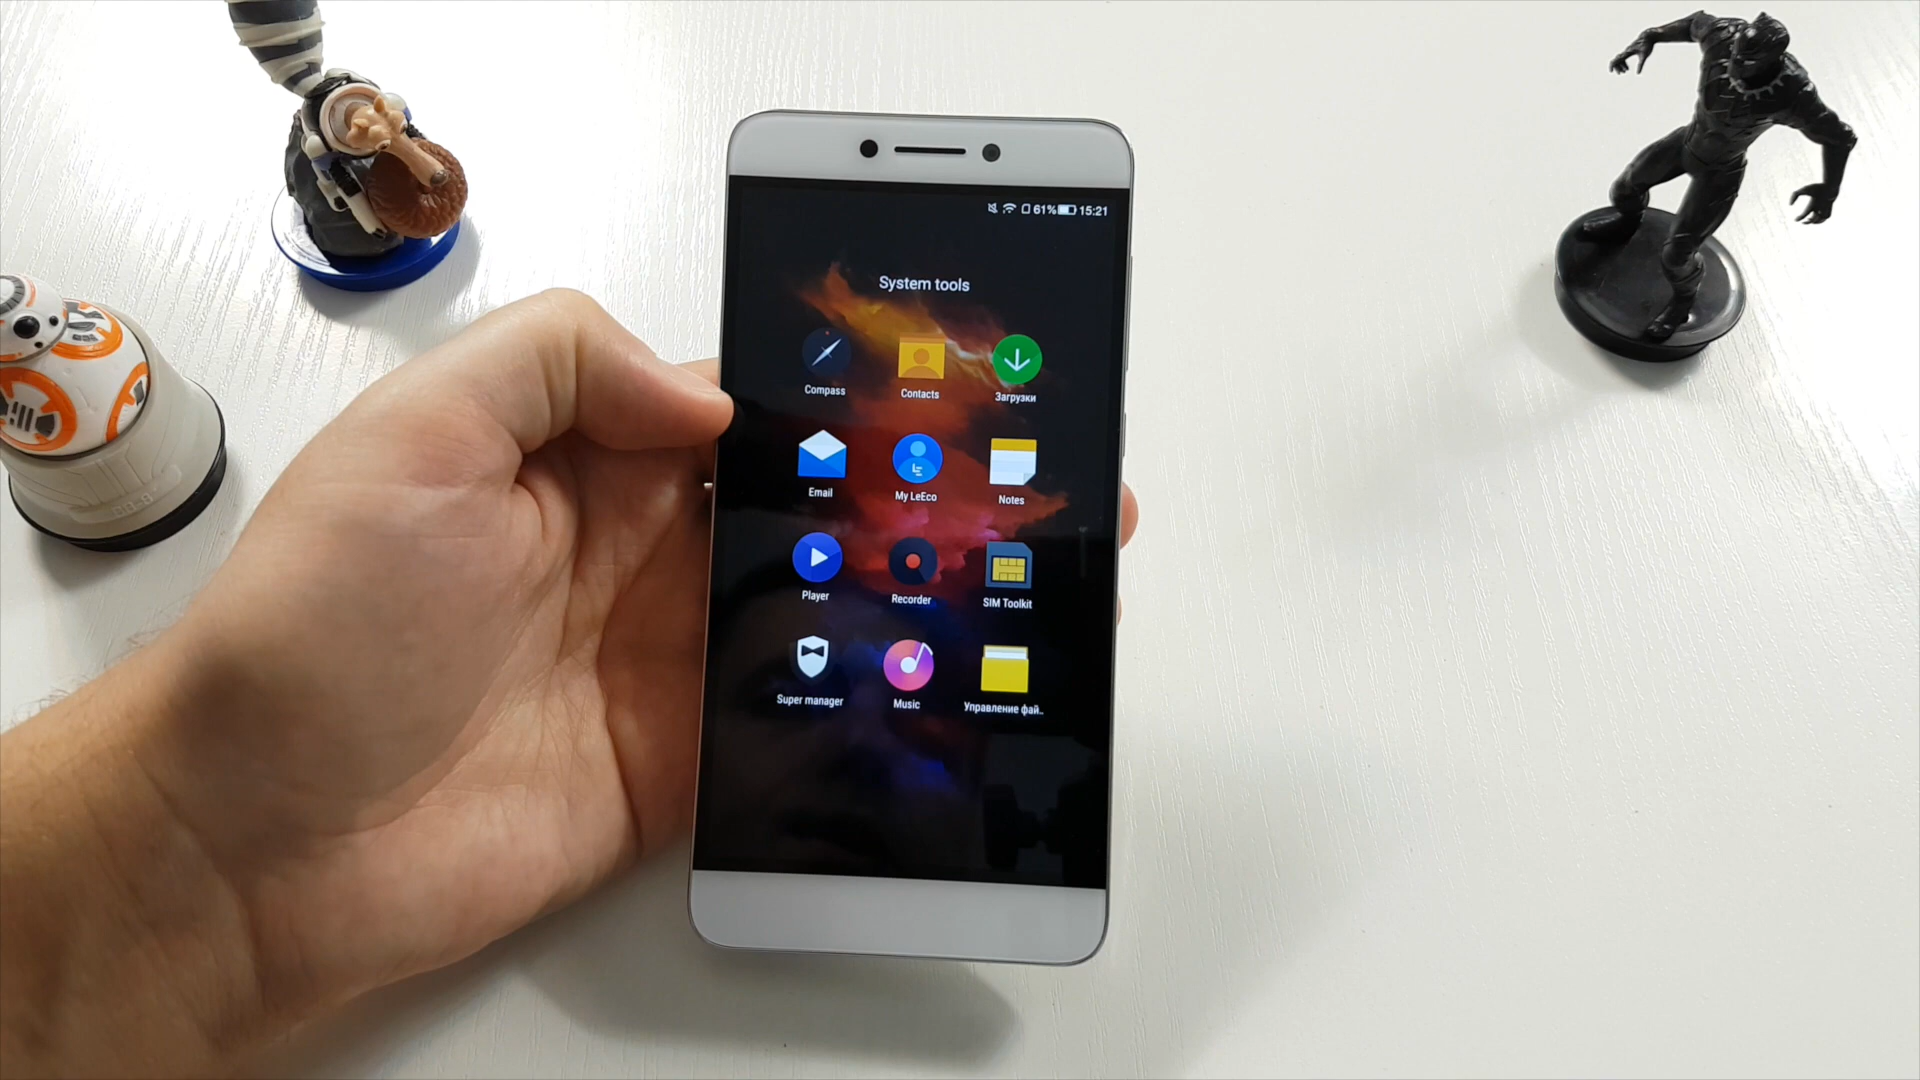 61% 15:21
System tools
Compass
Contacts
Загрузки
Email
My LeEco
Notes
Player
Recorder
SIM Toolkit
Super manager
Music
Управление фай..